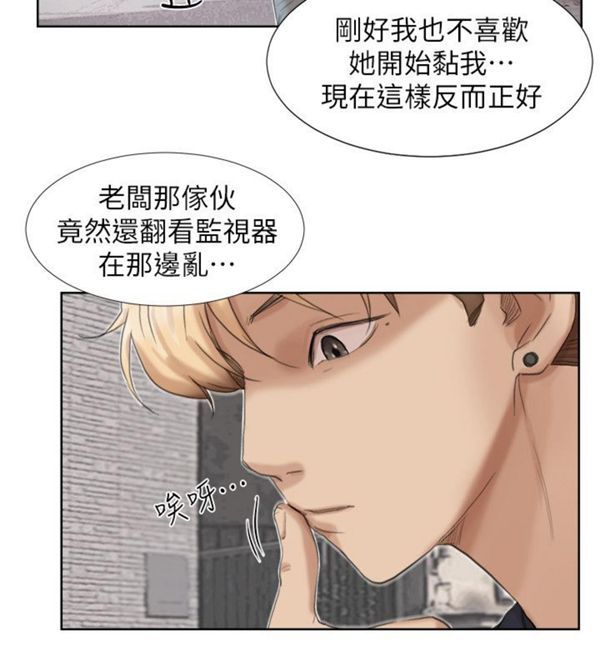 剛好我也不喜歡
她開始黏我…
現在這樣反而正好
老闆那傢伙
竟然還翻看監視器
在那邊亂…
唉呀…